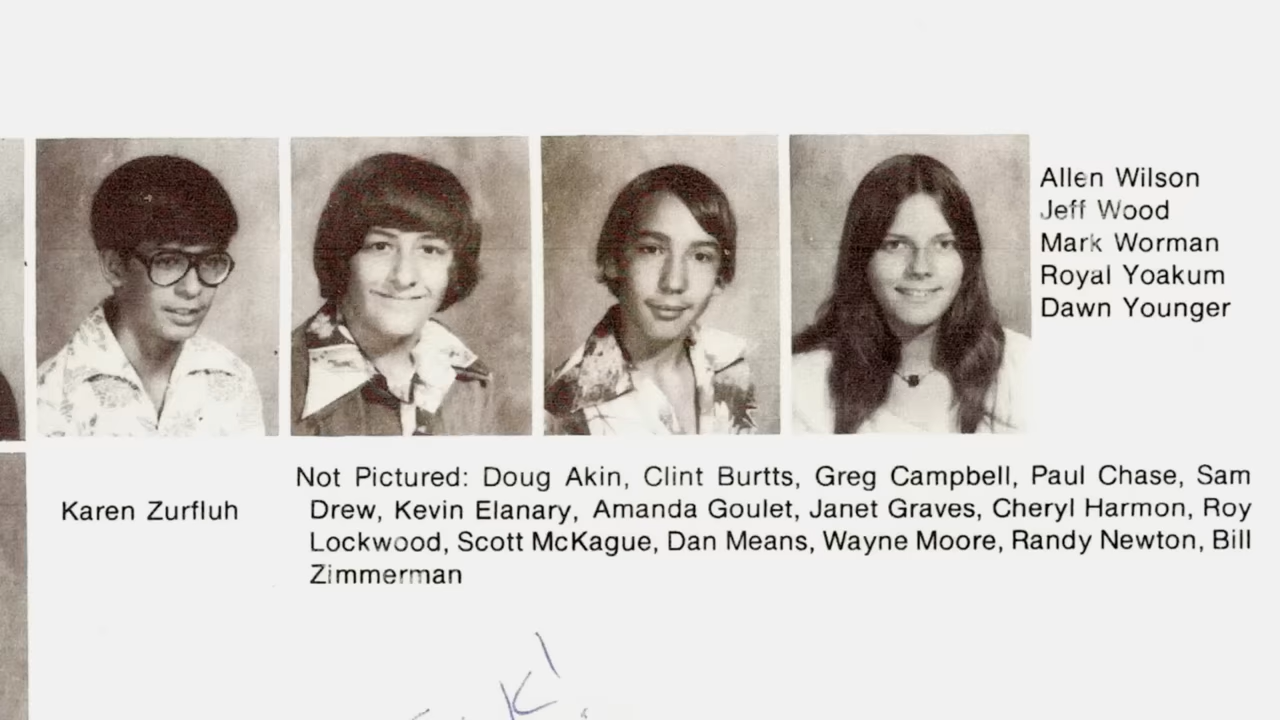 Allen Wilson
Jeff Wood
Mark Worman
Royal Yoakum
Dawn Younger
Karen Zurfluh
Not Pictured: Doug Akin, Clint Burtts, Greg Campbell, Paul Chase, Sam
Drew, Kevin Elanary, Amanda Goulet, Janet Graves, Cheryl Harmon, Roy
Lockwood, Scott McKague, Dan Means, Wayne Moore, Randy Newton, Bill
Zimmerman